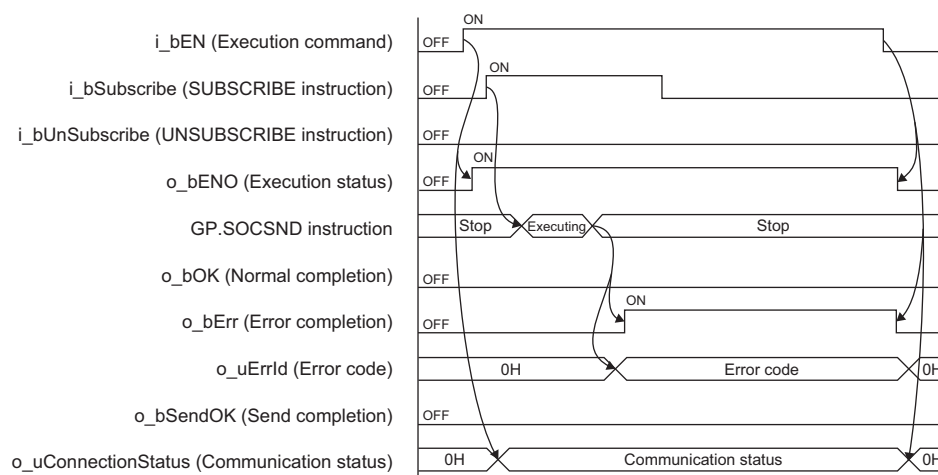 ON
i_bEN (Execution command) OFF
ON
i_bSubscribe (SUBSCRIBE instruction) OFF
i_bUnSubscribe (UNSUBSCRIBE instruction) OFF
ON
o_bENO (Execution status) OFF
GP.SOCSND instruction Stop Executing Stop
o_bOK (Normal completion) OFF
ON
o_bErr (Error completion) OFF
o_uErrId (Error code) 0H Error code 0H
o_bSendOK (Send completion) OFF
o_uConnectionStatus (Communication status) 0H Communication status 0H